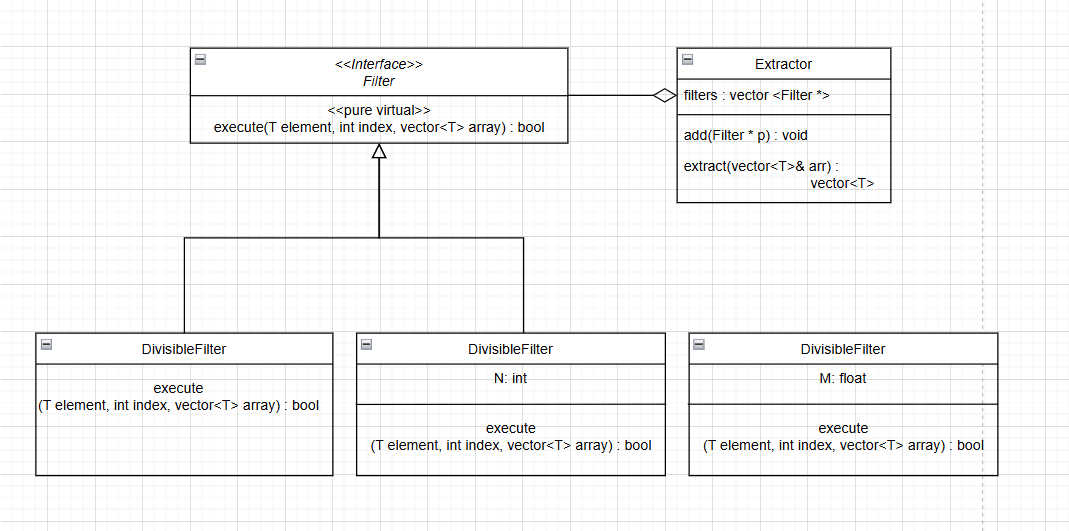 <<Interface>>
Filter
<<pure virtual>>
execute(T element, int index, vector<T> array) : bool
Extractor
filters : vector <Filter *>
add(Filter * p) : void
extract(vector<T>& arr) :
vector<T>
DivisibleFilter
execute
(T element, int index, vector<T> array) : bool
DivisibleFilter
N: int
execute
(T element, int index, vector<T> array) : bool
DivisibleFilter
M: float
execute
(T element, int index, vector<T> array) : bool